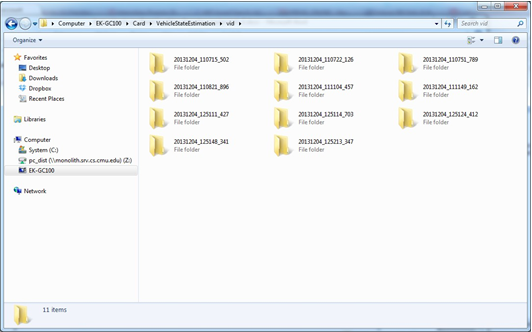 Computer ▸ EK-GC100 ▸ Card ▸ VehicleStateEstimation ▸ vid ▸
Search vid
Organize ▾
Favorites
Desktop
Downloads
Dropbox
Recent Places
Libraries
Computer
System (C:)
pc_dist (\\monolith.srv.cs.cmu.edu) (Z:)
EK-GC100
Network
20131204_110715_502
File folder
20131204_110722_126
File folder
20131204_110751_789
File folder
20131204_110821_896
File folder
20131204_111104_457
File folder
20131204_111149_162
File folder
20131204_125111_427
File folder
20131204_125114_703
File folder
20131204_125124_412
File folder
20131204_125148_341
File folder
20131204_125213_347
File folder
11 items